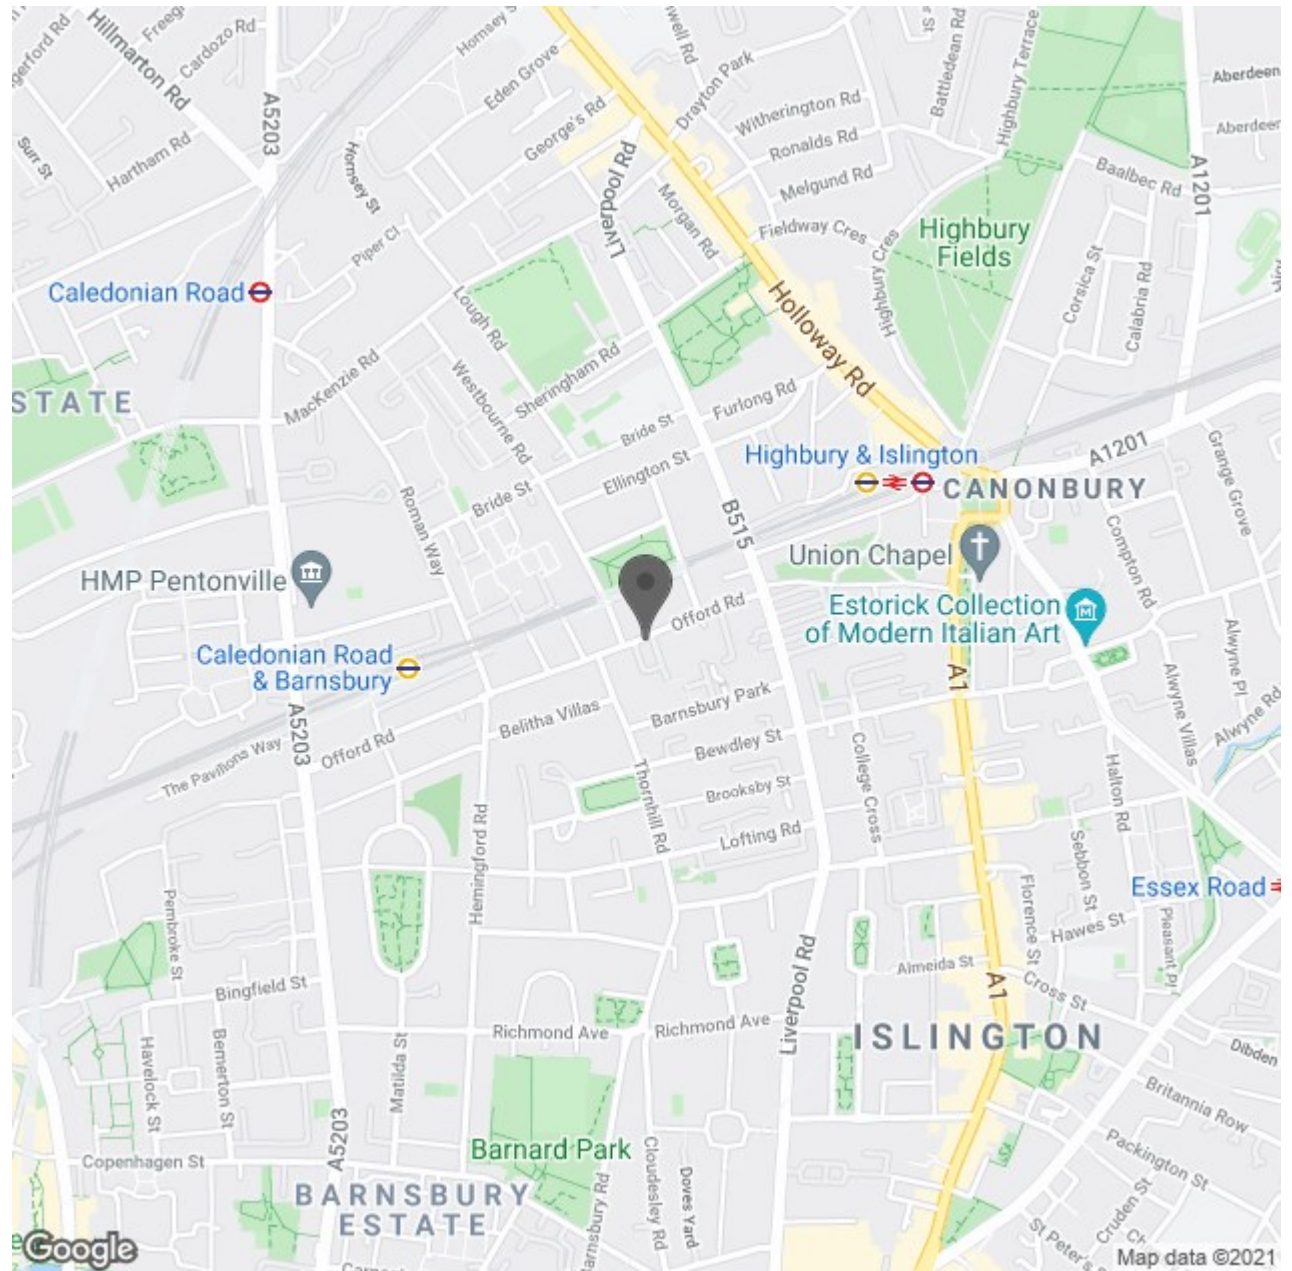 Hillmarton Rd
Cardozo Rd
A5203
Hornsey St
Eden Grove
George's Rd
Drayton Park
Witherington Rd
Ronalds Rd
Melgund Rd
Battledean Rd
Highbury Terrace
Aberdeen
Aberdeen
Baalbec Rd
A1201
Surr St
Hartham Rd
Liverpool Rd
Morgan Rd
Fieldway Cres
Highbury Cres
Highbury
Fields
Corsica St
Calabria Rd
Piper Cl
Caledonian Road
Lough Rd
Holloway Rd
MacKenzie Rd
Westbourne Rd
Sheringham Rd
Furlong Rd
Bride St
Ellington St
STATE
Highbury & Islington
A1201
Grange Grove
CANONBURY
Bride St
Roman Way
B515
Compton Rd
Union Chapel
HMP Pentonville
Offord Rd
Estorick Collection
of Modern Italian Art
Alwyne Pl
Alwyne Villas
Alwyne Rd
Caledonian Road
& Barnsbury
A1
A5203
Belitha Villas
Barnsbury Park
Bewdley St
College Cross
Offord Rd
The Pavilions Way
Thornhill Rd
Brooksby St
Halton Rd
Hemingford Rd
Lofting Rd
Sebbon St
Essex Road
Florence St
Hawes St
Pleasant Pl
Pembroke St
Almeida St
Cross St
A1
Bingfield St
Liverpool Rd
Richmond Ave
Richmond Ave
ISLINGTON
Dibden
Havelock St
Bemerton St
Matilda St
Britannia Row
A5203
Barnard Park
Packington St
Copenhagen St
Cloudesley Rd
Doves Yard
BARNSBURY
ESTATE
Cruden St
St Peter's
Google
Map data ©2021